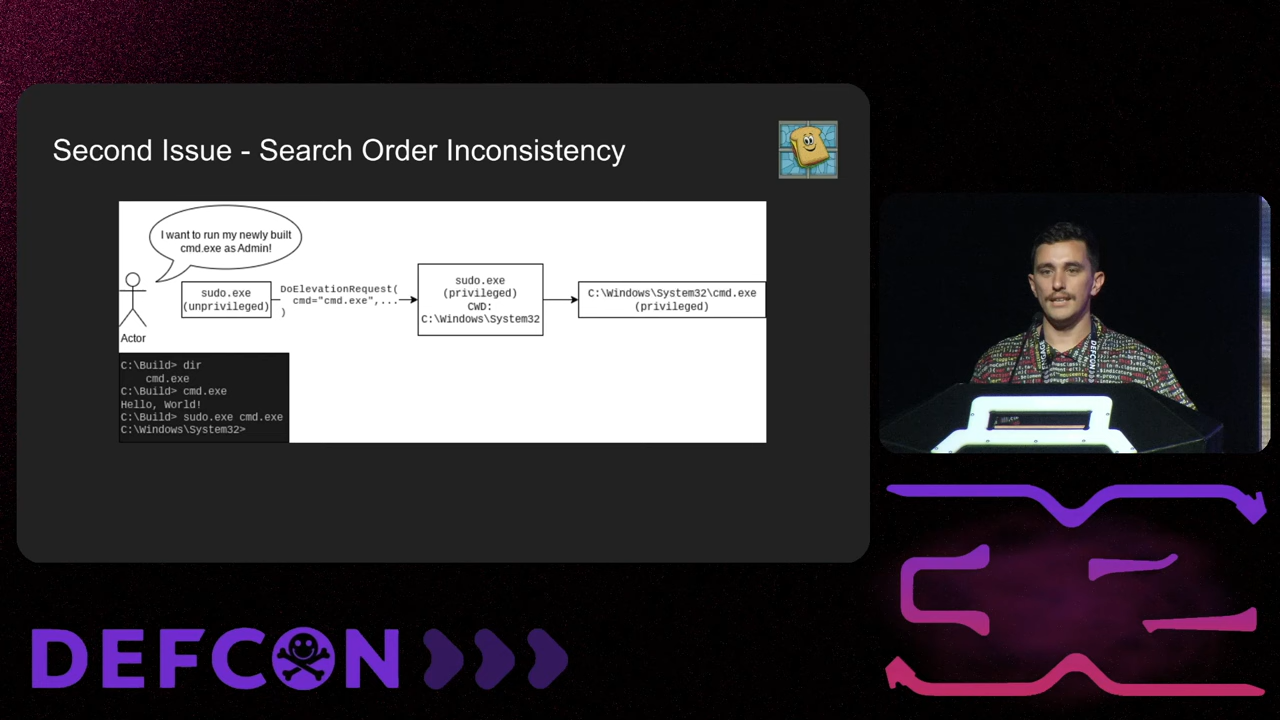 Second Issue - Search Order Inconsistency
I want to run my newly built
cmd.exe as Admin!
Actor
sudo.exe
(unprivileged)
DoElevationRequest(
cmd="cmd.exe",...
)
sudo.exe
(privileged)
CWD:
C:\Windows\System32
C:\Windows\System32\cmd.exe
(privileged)
C:\Build> dir
cmd.exe
C:\Build> cmd.exe
Hello, World!
C:\Build> sudo.exe cmd.exe
C:\Windows\System32>
DEFCON
DEFCON